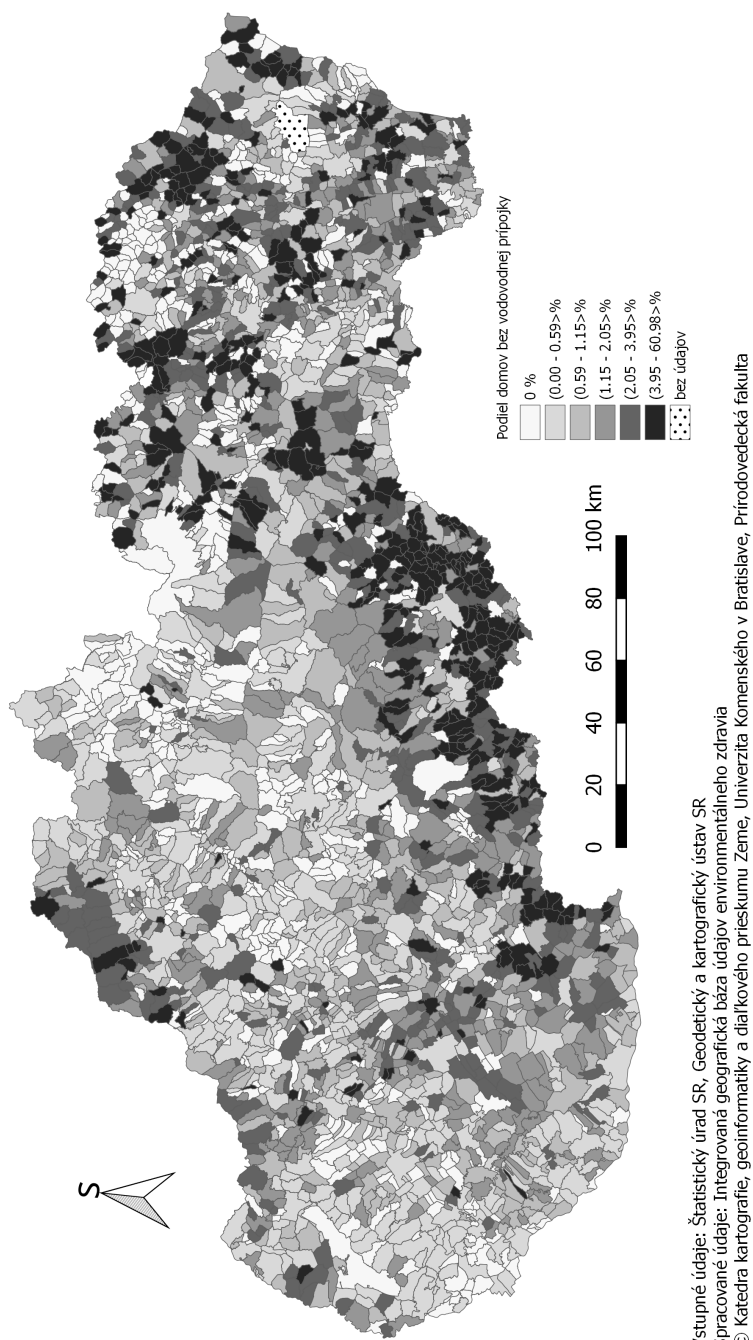 S
Podiel domov bez vodovodnej prípojky
0 %
(0.00 - 0.59>%
(0.59 - 1.15>%
(1.15 - 2.05>%
(2.05 - 3.95>%
(3.95 - 60.98>%
bez údajov
0 20 40 60 80 100 km
stupné údaje: Štatistický úrad SR, Geodetický a kartografický ústav SR
pracované údaje: Integrovaná geografická báza údajov environmentálneho zdravia
© Katedra kartografie, geoinformatiky a diaľkového prieskumu Zeme, Univerzita Komenského v Bratislave, Prírodovedecká fakulta